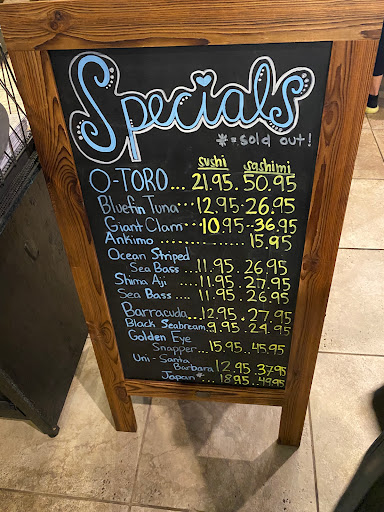 Specials
*=sold out!
sushi sashimi
O-TORO...21.95.50.95
Bluefin Tuna...12.95-26.95
Giant Clam...10.95-36.95
Ankimo............15.95
Ocean Striped
Sea Bass...11.95.26.95
Shima Aji....11.95.27.95
Sea Bass....11.95.26.95
Barracuda..12.95..27.95
Black Seabream.9.95..24.95
Golden Eye
Snapper...15.95..45.95
Uni-Santa
Barbara 12.95.37.95
Japan*...18.95..49.95